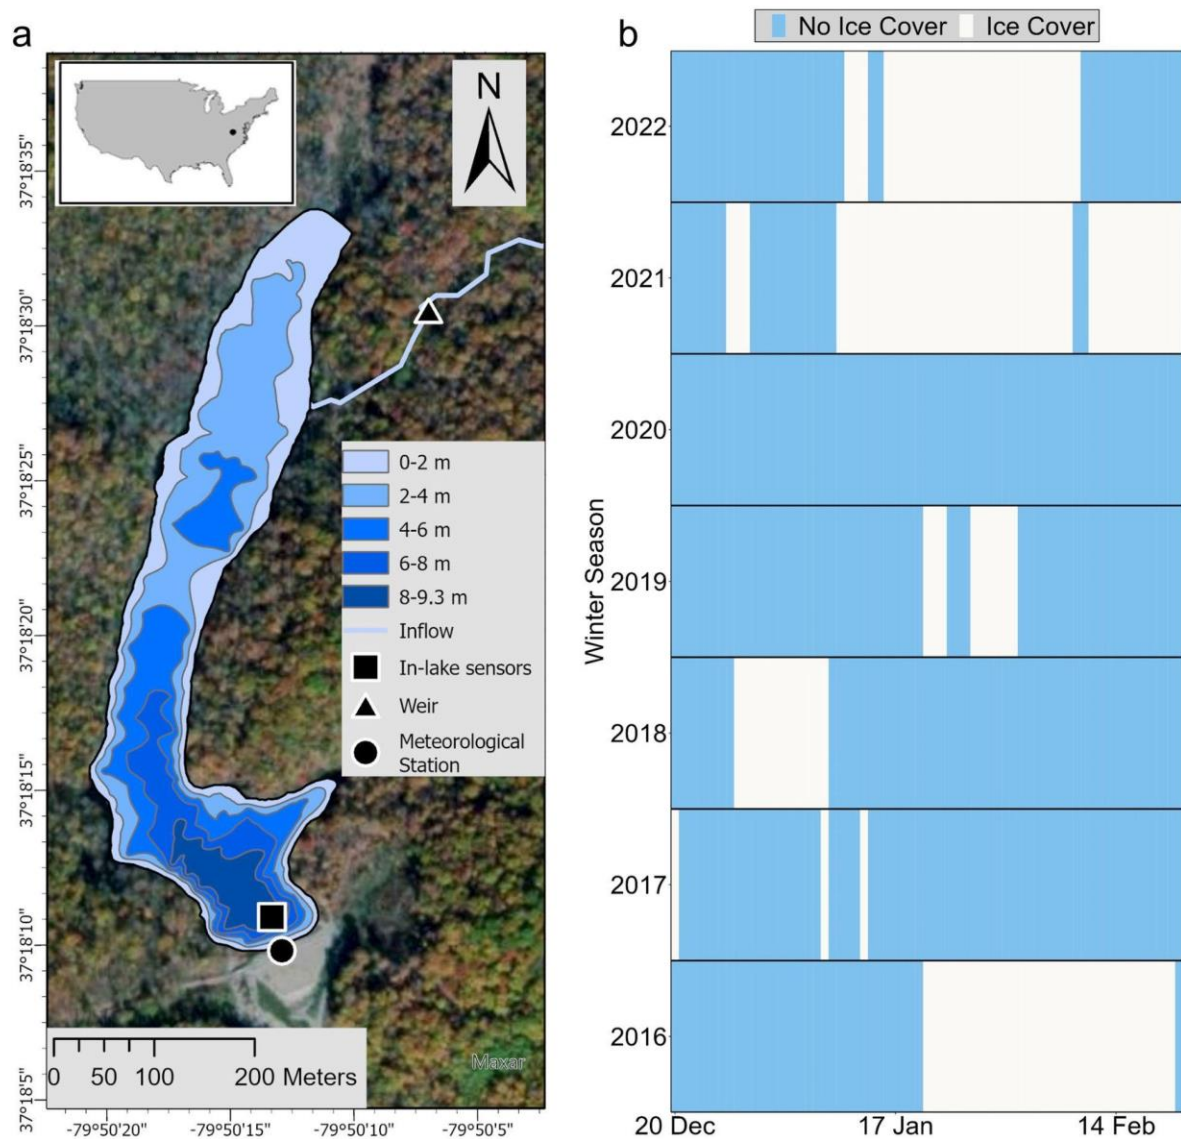 a
N
37°18'35"
37°18'30"
37°18'25"
37°18'20"
37°18'15"
37°18'10"
37°18'5"
0-2 m
2-4 m
4-6 m
6-8 m
8-9.3 m
Inflow
In-lake sensors
Weir
Meteorological
Station
Maxar
0 50 100 200 Meters
-79°50'20" -79°50'15" -79°50'10" -79°50'5"
b
No Ice Cover Ice Cover
Winter Season
2022
2021
2020
2019
2018
2017
2016
20 Dec 17 Jan 14 Feb